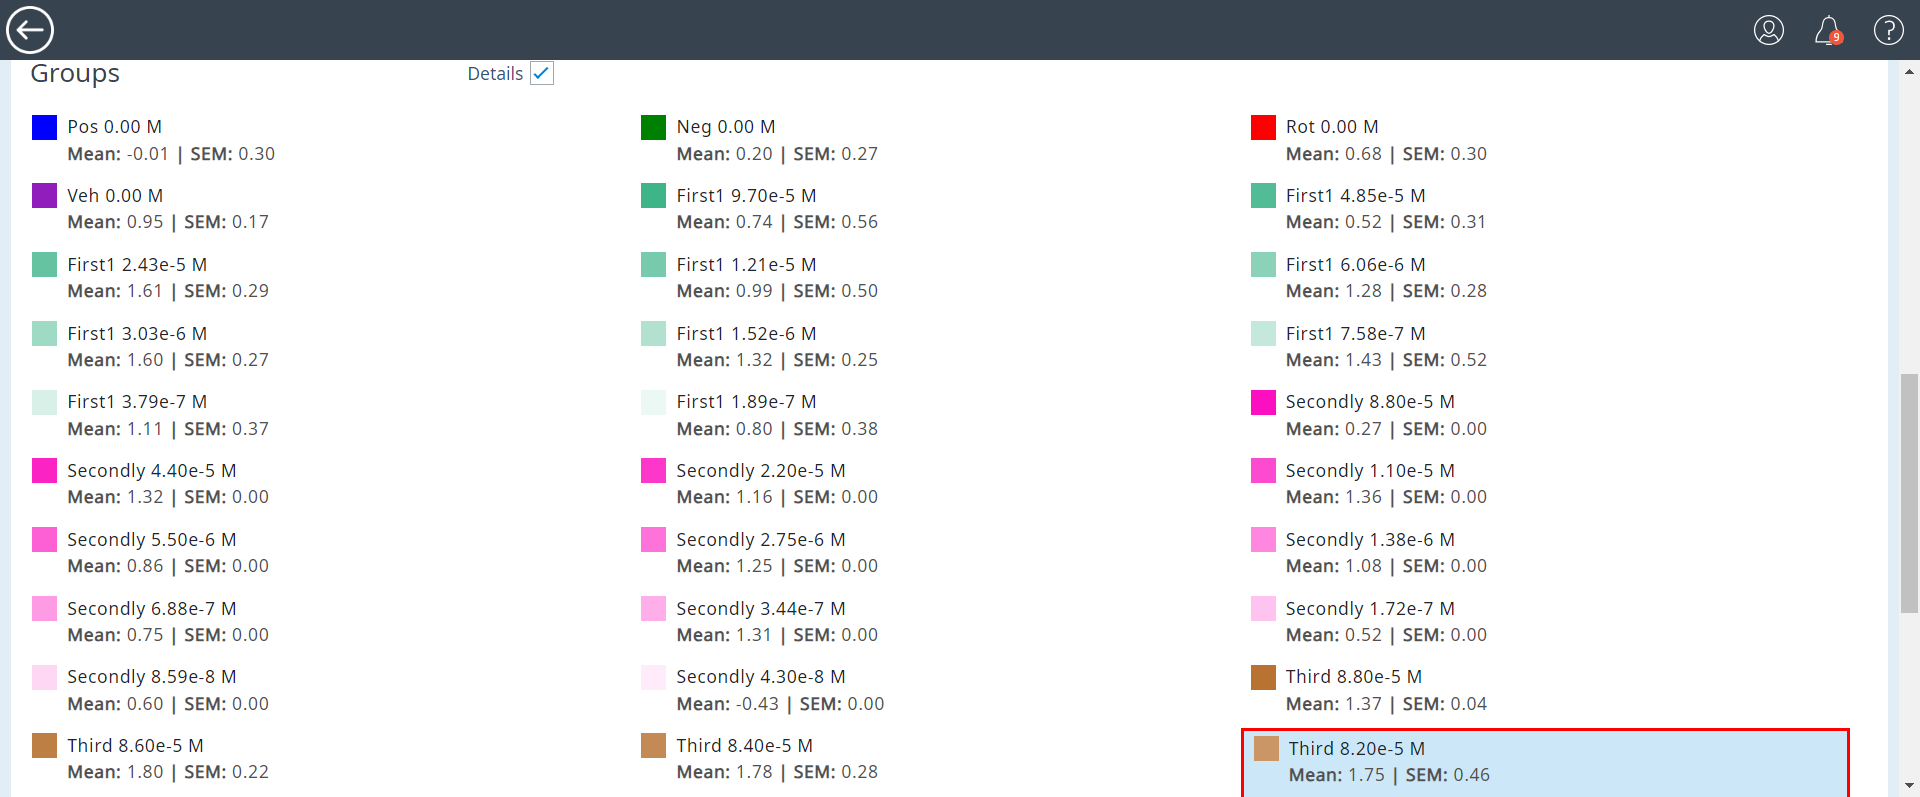 9
?
Groups
Details
Pos 0.00 M
Mean: -0.01 | SEM: 0.30
Neg 0.00 M
Mean: 0.20 | SEM: 0.27
Rot 0.00 M
Mean: 0.68 | SEM: 0.30
Veh 0.00 M
Mean: 0.95 | SEM: 0.17
First1 9.70e-5 M
Mean: 0.74 | SEM: 0.56
First1 4.85e-5 M
Mean: 0.52 | SEM: 0.31
First1 2.43e-5 M
Mean: 1.61 | SEM: 0.29
First1 1.21e-5 M
Mean: 0.99 | SEM: 0.50
First1 6.06e-6 M
Mean: 1.28 | SEM: 0.28
First1 3.03e-6 M
Mean: 1.60 | SEM: 0.27
First1 1.52e-6 M
Mean: 1.32 | SEM: 0.25
First1 7.58e-7 M
Mean: 1.43 | SEM: 0.52
First1 3.79e-7 M
Mean: 1.11 | SEM: 0.37
First1 1.89e-7 M
Mean: 0.80 | SEM: 0.38
Secondly 8.80e-5 M
Mean: 0.27 | SEM: 0.00
Secondly 4.40e-5 M
Mean: 1.32 | SEM: 0.00
Secondly 2.20e-5 M
Mean: 1.16 | SEM: 0.00
Secondly 1.10e-5 M
Mean: 1.36 | SEM: 0.00
Secondly 5.50e-6 M
Mean: 0.86 | SEM: 0.00
Secondly 2.75e-6 M
Mean: 1.25 | SEM: 0.00
Secondly 1.38e-6 M
Mean: 1.08 | SEM: 0.00
Secondly 6.88e-7 M
Mean: 0.75 | SEM: 0.00
Secondly 3.44e-7 M
Mean: 1.31 | SEM: 0.00
Secondly 1.72e-7 M
Mean: 0.52 | SEM: 0.00
Secondly 8.59e-8 M
Mean: 0.60 | SEM: 0.00
Secondly 4.30e-8 M
Mean: -0.43 | SEM: 0.00
Third 8.80e-5 M
Mean: 1.37 | SEM: 0.04
Third 8.60e-5 M
Mean: 1.80 | SEM: 0.22
Third 8.40e-5 M
Mean: 1.78 | SEM: 0.28
Third 8.20e-5 M
Mean: 1.75 | SEM: 0.46